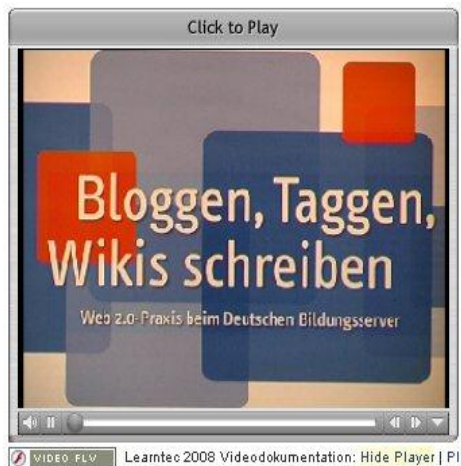 Click to Play
Bloggen, Taggen,
Wikis schreiben
Web 2.0-Praxis beim Deutschen Bildungsserver
VIDEO FLV Learntec 2008 Videodokumentation: Hide Player | Pl